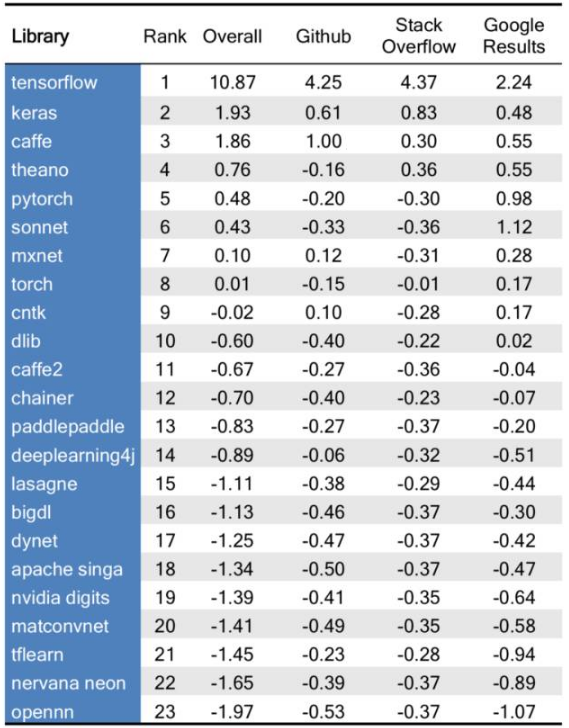 Library Rank Overall Github Stack Overflow Google Results
tensorflow 1 10.87 4.25 4.37 2.24
keras 2 1.93 0.61 0.83 0.48
caffe 3 1.86 1.00 0.30 0.55
theano 4 0.76 -0.16 0.36 0.55
pytorch 5 0.48 -0.20 -0.30 0.98
sonnet 6 0.43 -0.33 -0.36 1.12
mxnet 7 0.10 0.12 -0.31 0.28
torch 8 0.01 -0.15 -0.01 0.17
cntk 9 -0.02 0.10 -0.28 0.17
dlib 10 -0.60 -0.40 -0.22 0.02
caffe2 11 -0.67 -0.27 -0.36 -0.04
chainer 12 -0.70 -0.40 -0.23 -0.07
paddlepaddle 13 -0.83 -0.27 -0.37 -0.20
deeplearning4j 14 -0.89 -0.06 -0.32 -0.51
lasagne 15 -1.11 -0.38 -0.29 -0.44
bigdl 16 -1.13 -0.46 -0.37 -0.30
dynet 17 -1.25 -0.47 -0.37 -0.42
apache singa 18 -1.34 -0.50 -0.37 -0.47
nvidia digits 19 -1.39 -0.41 -0.35 -0.64
matconvnet 20 -1.41 -0.49 -0.35 -0.58
tflearn 21 -1.45 -0.23 -0.28 -0.94
nervana neon 22 -1.65 -0.39 -0.37 -0.89
opennn 23 -1.97 -0.53 -0.37 -1.07